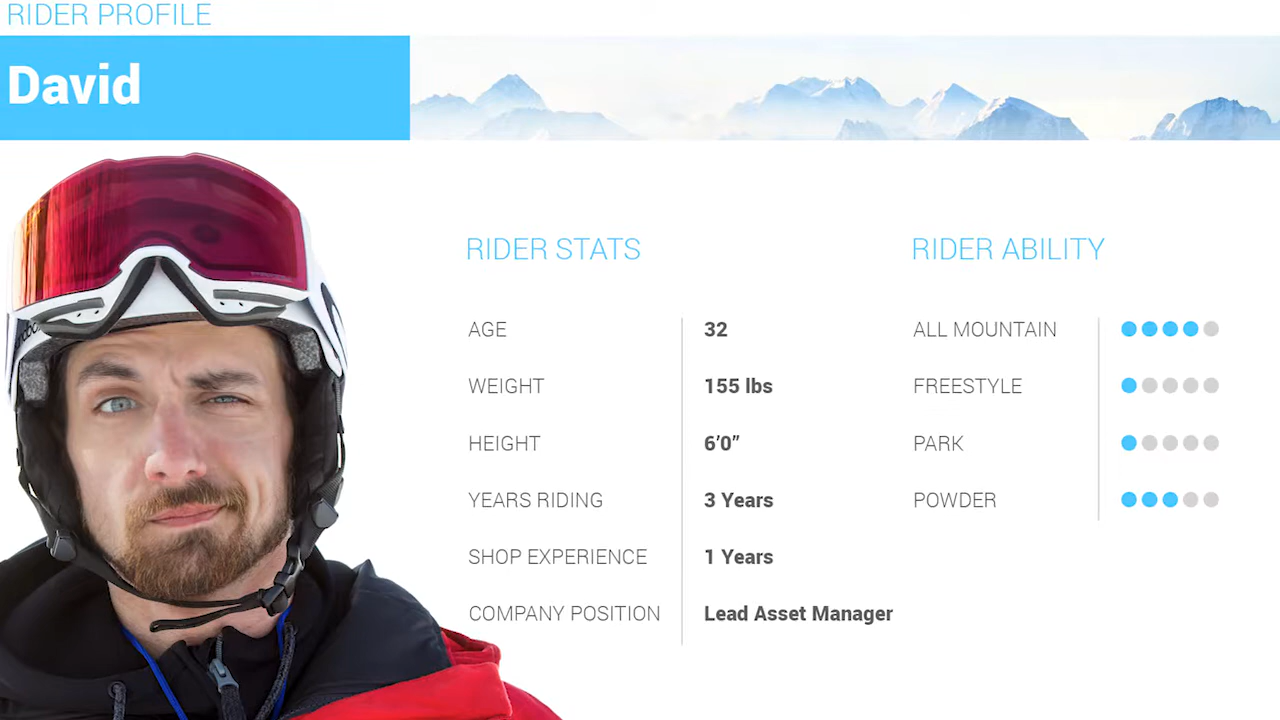 RIDER PROFILE
David
RIDER STATS
AGE 32
WEIGHT 155 lbs
HEIGHT 6’0”
YEARS RIDING 3 Years
SHOP EXPERIENCE 1 Years
COMPANY POSITION Lead Asset Manager
RIDER ABILITY
ALL MOUNTAIN
FREESTYLE
PARK
POWDER